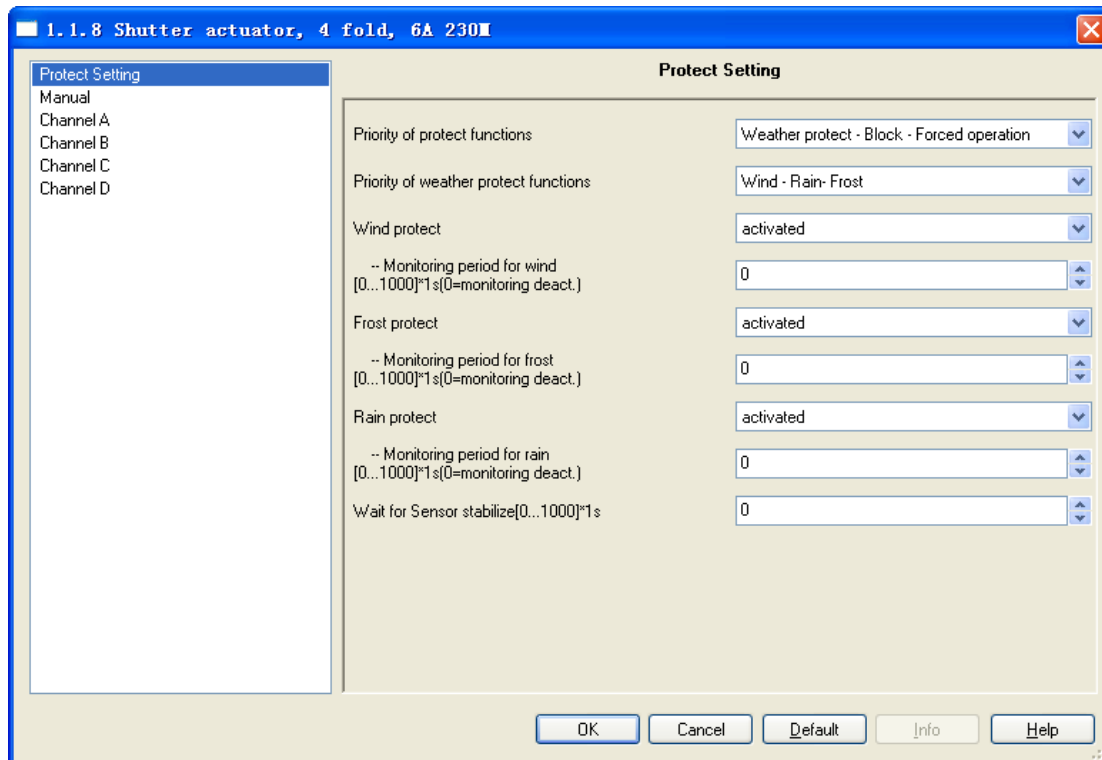 1.1.8 Shutter actuator, 4 fold, 6A 230M
Protect Setting
Manual
Channel A
Channel B
Channel C
Channel D
Protect Setting
Priority of protect functions
Weather protect - Block - Forced operation
Priority of weather protect functions
Wind - Rain- Frost
Wind protect
activated
-- Monitoring period for wind
[0...1000]*1s(0=monitoring deact.)
0
Frost protect
activated
-- Monitoring period for frost
[0...1000]*1s(0=monitoring deact.)
0
Rain protect
activated
-- Monitoring period for rain
[0...1000]*1s(0=monitoring deact.)
0
Wait for Sensor stabilize[0...1000]*1s
0
OK
Cancel
Default
Info
Help